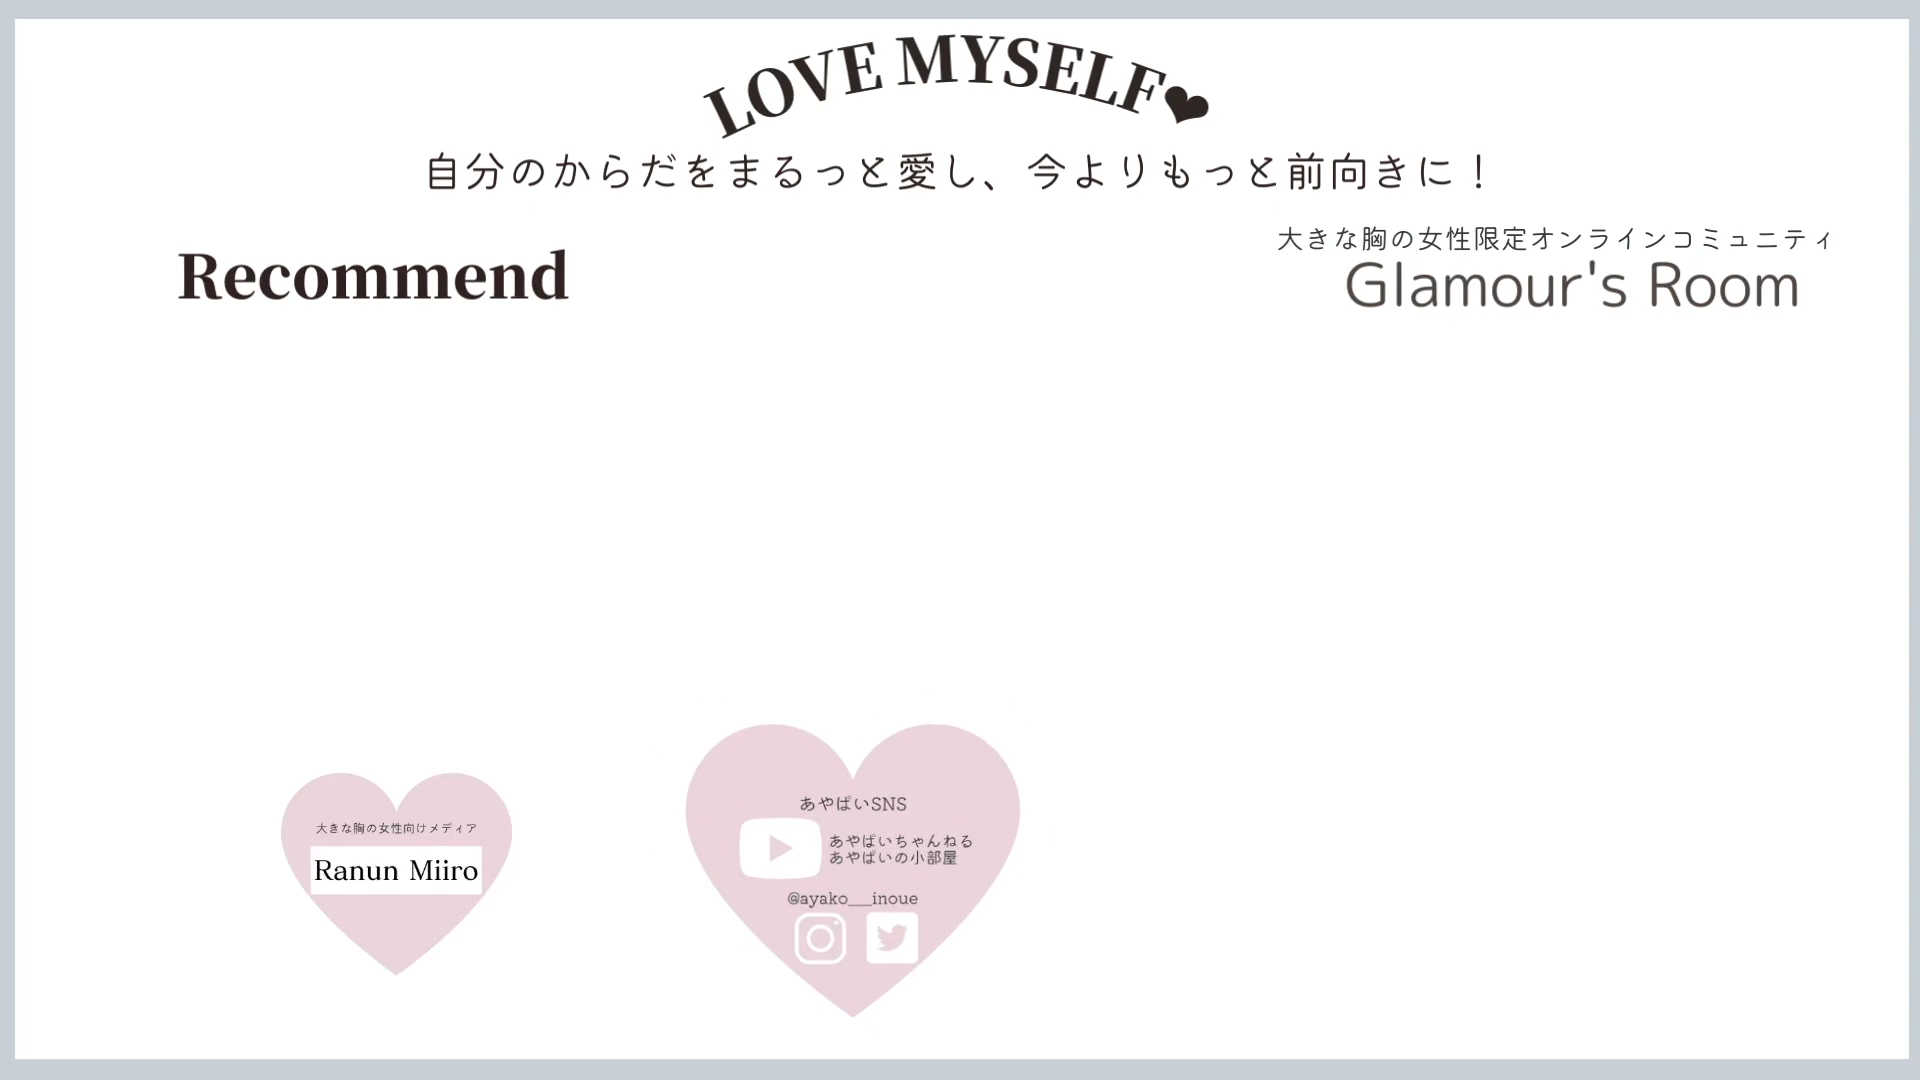 LOVE MYSELF❤
自分のからだをまるっと愛し、今よりもっと前向きに！
Recommend
大きな胸の女性限定オンラインコミュニティ
Glamour's Room
大きな胸の女性向けメディア
Ranun Miiro
あやぱいSNS
あやぱいちゃんねる
あやぱいの小部屋
@ayako___inoue